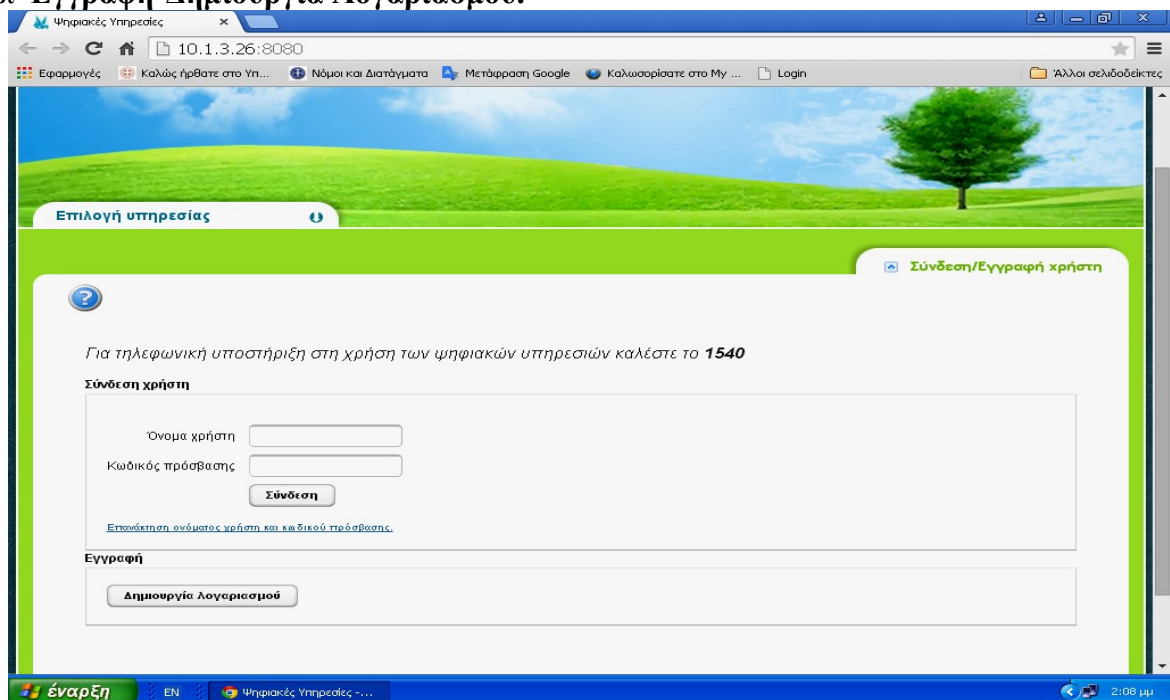 Εγγραφή Δημιουργία Λογαριασμού.
Ψηφιακές Υπηρεσίες
10.1.3.26:8080
Εφαρμογές Καλώς ήρθατε στο Υπ... Νόμοι και Διατάγματα Μετάφραση Google Καλωσορίσατε στο My ... Login Άλλοι σελιδοδείκτες
Επιλογή υπηρεσίας
Σύνδεση/Εγγραφή χρήστη
Για τηλεφωνική υποστήριξη στη χρήση των ψηφιακών υπηρεσιών καλέστε το 1540
Σύνδεση χρήστη
Όνομα χρήστη
Κωδικός πρόσβασης
Σύνδεση
Επανάκτηση ονόματος χρήστη και κωδικού πρόσβασης.
Εγγραφή
Δημιουργία λογαριασμού
έναρξη EN Ψηφιακές Υπηρεσίες -... 2:08 μμ